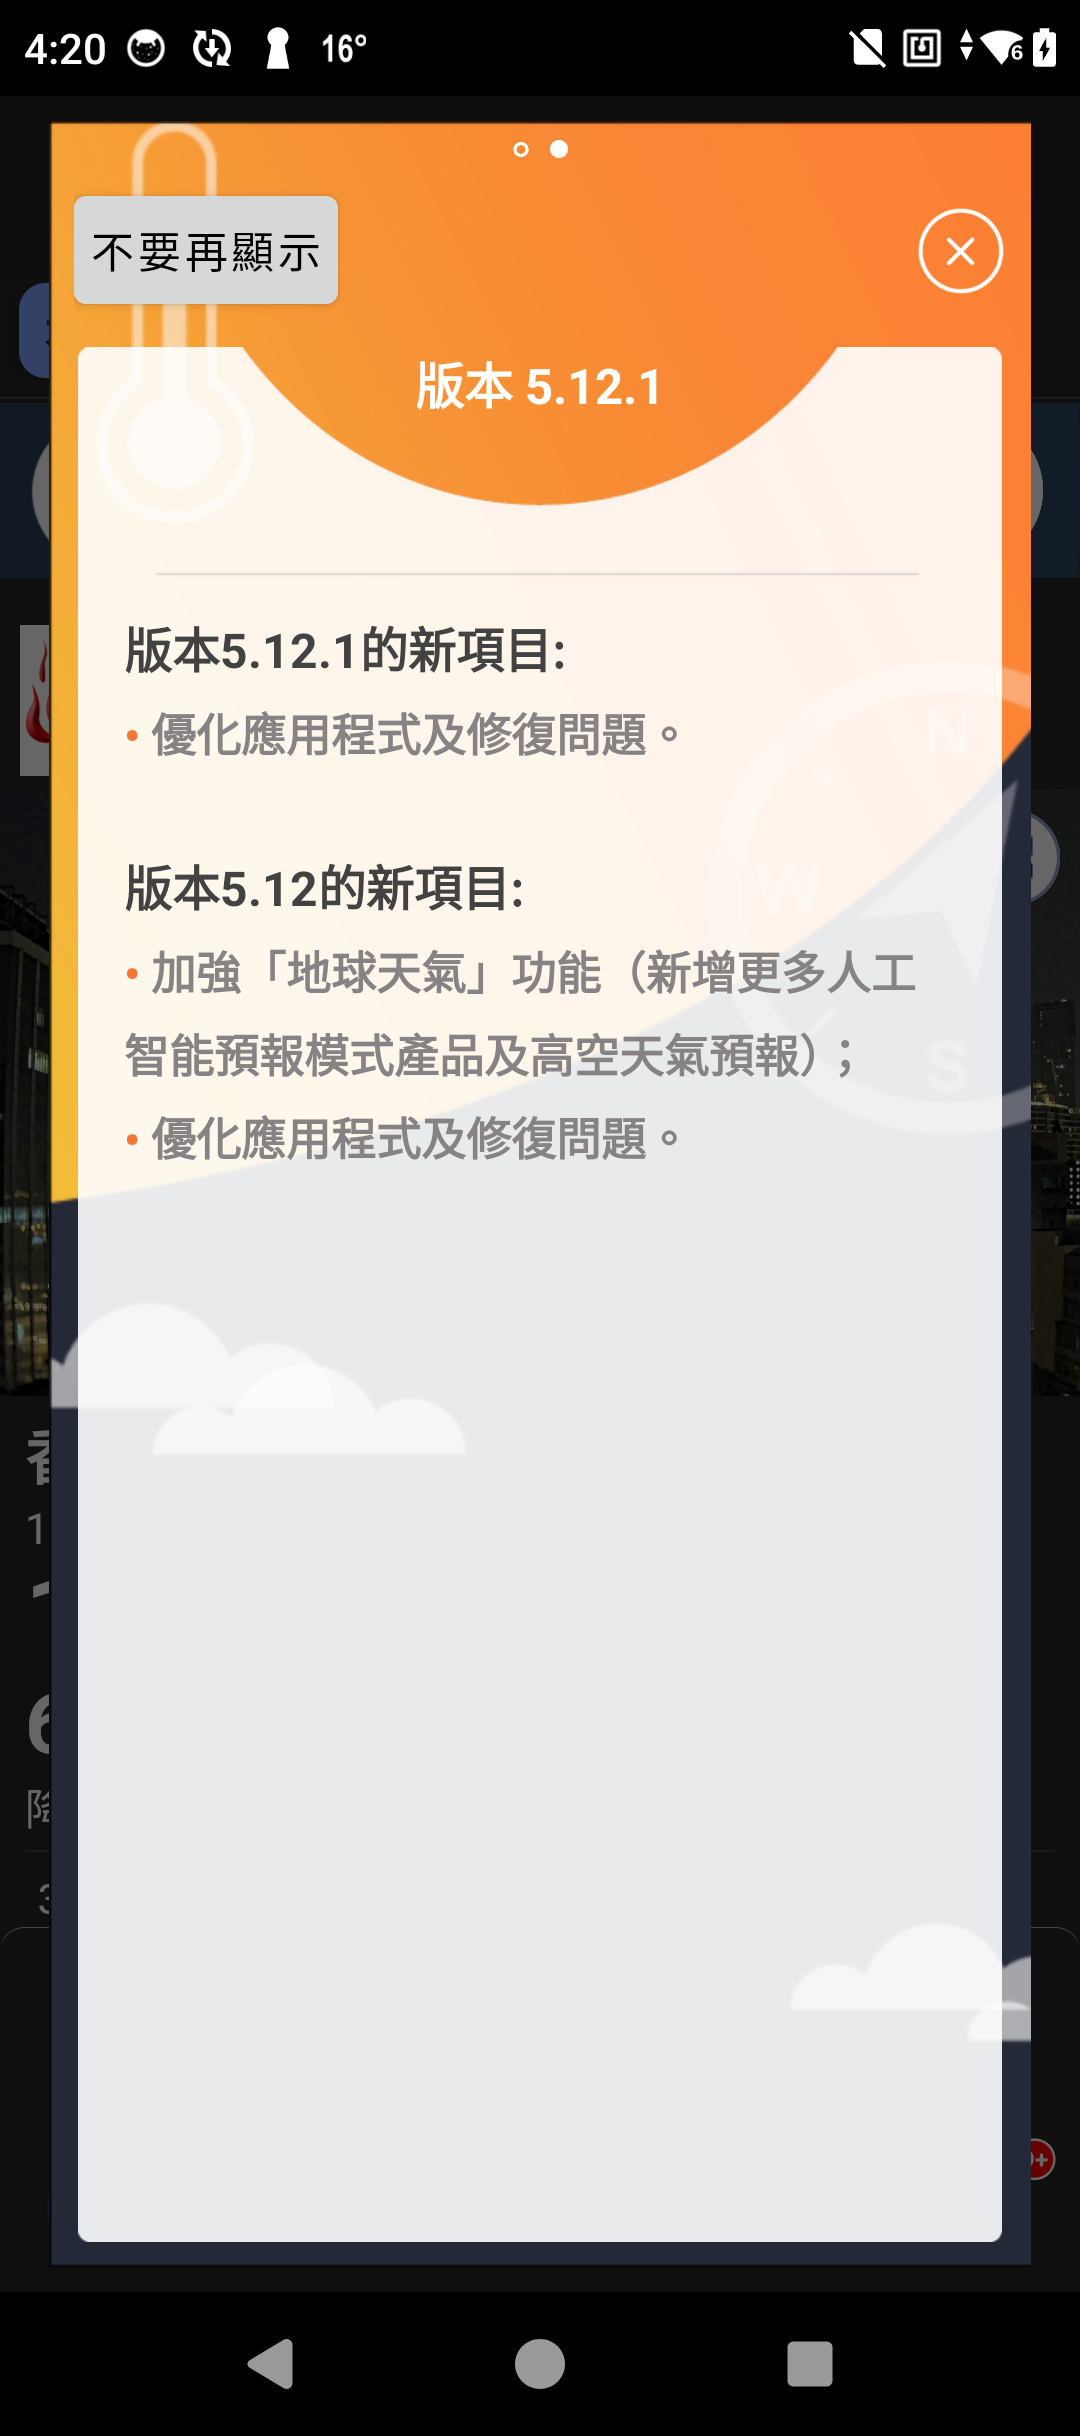 4:20 16° 6
不要再顯示
版本 5.12.1
版本5.12.1的新項目:
• 優化應用程式及修復問題。
N
版本5.12的新項目:
W
• 加強「地球天氣」功能（新增更多人工
智能預報模式產品及高空天氣預報）；
S
• 優化應用程式及修復問題。
1
6
3